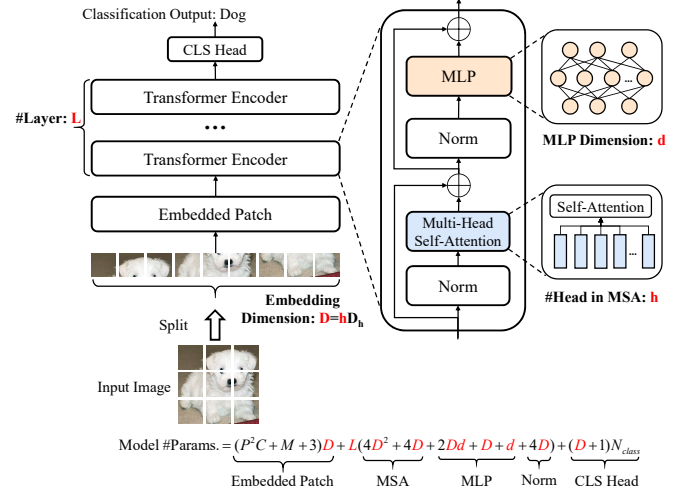 Classification Output: Dog
CLS Head
Transformer Encoder
...
#Layer: L
Transformer Encoder
Embedded Patch
Embedding
Dimension: D=hDₕ
Split
Input Image
MLP
Norm
Multi-Head
Self-Attention
Norm
...
MLP Dimension: d
Self-Attention
...
#Head in MSA: h
Model #Params. = (P²C + M + 3)D + L(4D² + 4D + 2Dd + D + d + 4D) + (D + 1)N_class
Embedded Patch MSA MLP Norm CLS Head